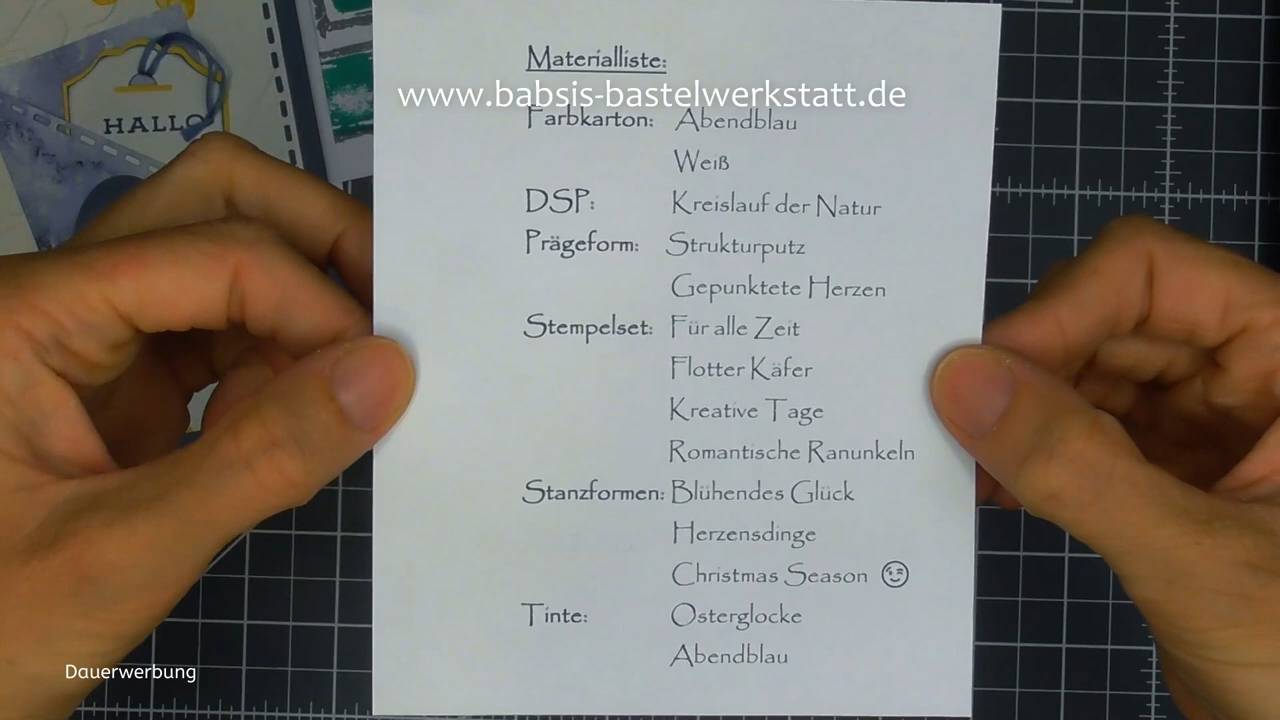 HALLO
Materialliste:
www.babsis-bastelwerkstatt.de
Farbkarton: Abendblau
Weiß
DSP: Kreislauf der Natur
Prägeform: Strukturputz
Gepunktete Herzen
Stempelset: Für alle Zeit
Flotter Käfer
Kreative Tage
Romantische Ranunkeln
Stanzformen: Blühendes Glück
Herzensdinge
Christmas Season 😉
Tinte: Osterglocke
Abendblau
Dauerwerbung